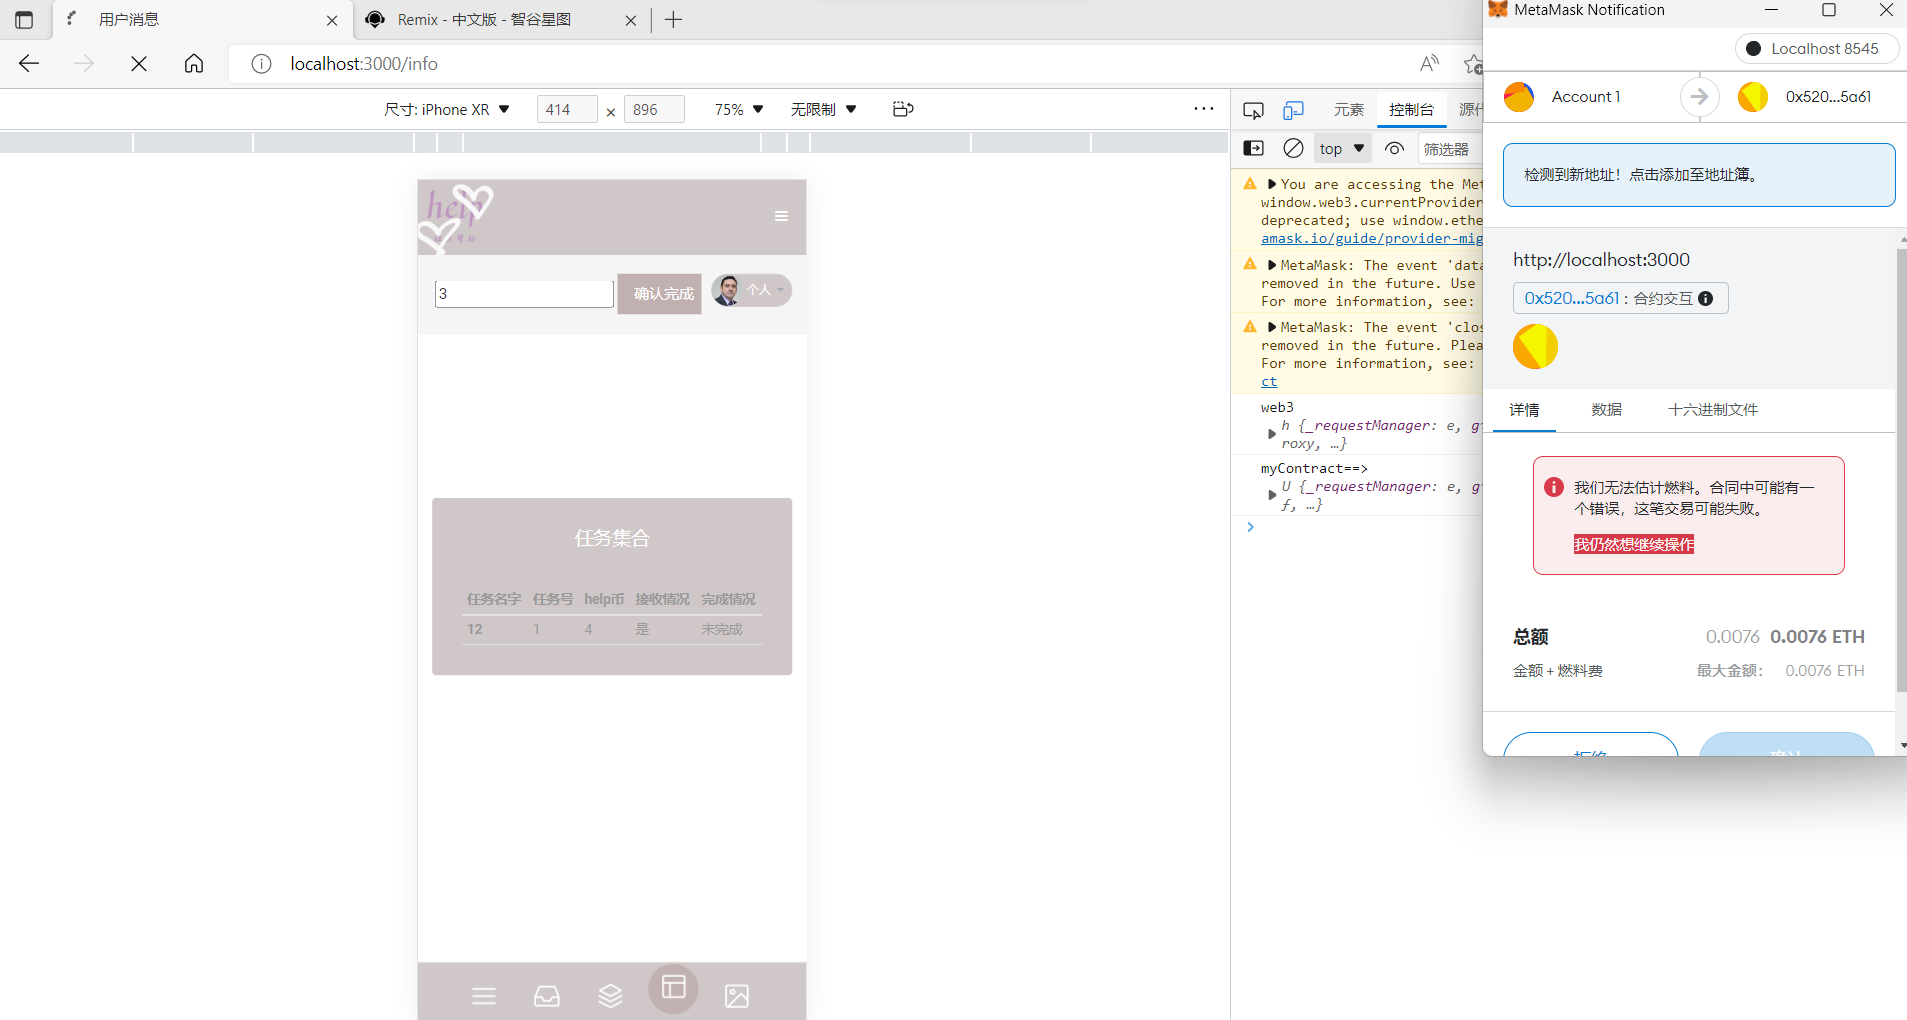 用户消息
Remix - 中文版 - 智谷星图
localhost:3000/info
尺寸: iPhone XR
414 × 896
75%
无限制
help
3
确认完成
个人
任务集合
任务名字 任务号 help币 接收情况 完成情况
12 1 4 是 未完成
元素
控制台
源代
top
筛选器
You are accessing the Met
window.web3.currentProvider
deprecated; use window.ethe
amask.io/guide/provider-mig
MetaMask: The event 'data
removed in the future. Use
For more information, see:
MetaMask: The event 'clos
removed in the future. Plea
For more information, see:
ct
web3
h {_requestManager: e, g
roxy, …}
myContract==>
U {_requestManager: e, g
f, …}
MetaMask Notification
Localhost 8545
Account 1
0x520...5a61
检测到新地址！点击添加至地址簿。
http://localhost:3000
0x520...5a61 : 合约交互
详情
数据
十六进制文件
我们无法估计燃料。合同中可能有一
个错误，这笔交易可能失败。
我仍然想继续操作
总额 0.0076 0.0076 ETH
金额 + 燃料费 最大金额： 0.0076 ETH
拒绝
确认